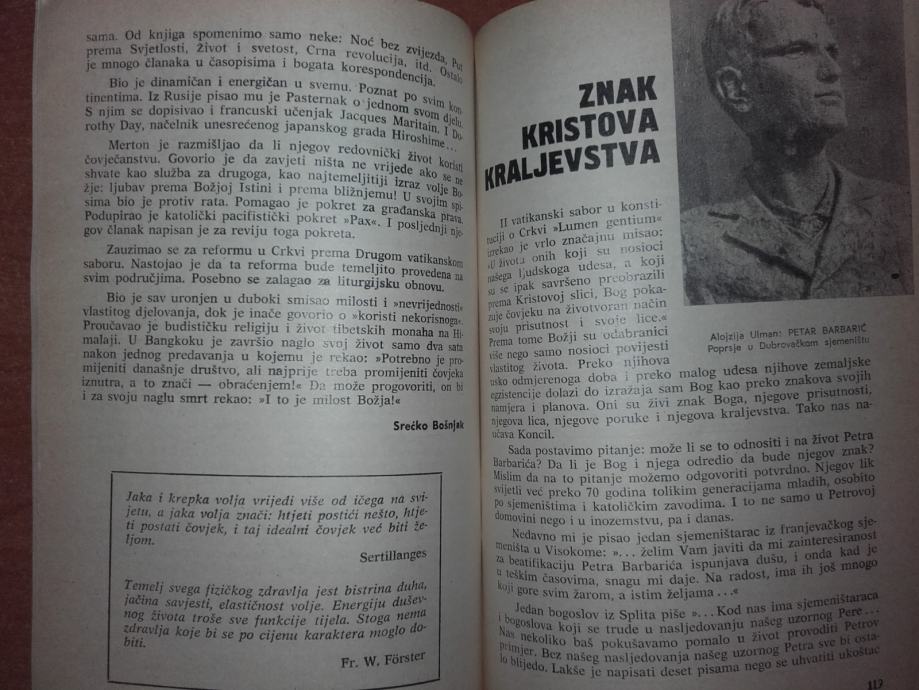 sama. Od knjiga spomenimo samo neke: Noć bez zvijezda, Put
prema Svjetlosti, život i svetost, Crna revolucija, itd. Ostalo
je mnogo članaka u časopisima i bogata korespondencija.
Bio je dinamičan i energičan u svemu. Poznat po svim kon-
tinentima. Iz Rusije pisao mu je Pasternak o jednom svom djelu.
S njim se dopisivao i francuski učenjak Jacques Maritain. I Do-
rothy Day, načelnik unesrećenog japanskog grada Hiroshime...
Merton je razmišljao da li njegov redovnički život koristi
čovječanstvu. Govorio je da zavjeti ništa ne vrijede ako se ne
shvate kao služba za drugoga, kao najtemeljitiji izraz volje Bo-
žje: ljubav prema Božjoj Istini i prema bližnjemu! U svojim spi-
sima bio je protiv rata. Pomagao je pokret za građanska prava.
Podupirao je katolički pacifistički pokret »Pax«. I posljednji nje-
gov članak napisan je za reviju toga pokreta.
Zauzimao se za reformu u Crkvi prema Drugom vatikanskom
saboru. Nastojao je da ta reforma bude temeljito provedena na
svim područjima. Posebno se zalagao za liturgijsku obnovu.
Bio je sav uronjen u duboki smisao milosti i »nevrijednosti«
vlastitog djelovanja, dok je inače govorio o »koristi nekorisnoga«.
Proučavao je budističku religiju i život tibetskih monaha na Hi-
malaji. U Bangkoku je završio naglo svoj život samo dva sata
nakon jednog predavanja u kojemu je rekao: »Potrebno je pro-
mijeniti današnje društvo, ali najprije treba promijeniti čovjeka
iznutra, a to znači — obraćenjem!« Da može progovoriti, on bi
i za svoju naglu smrt rekao: »I to je milost Božja!«
Srećko Bošnjak
Jaka i krepka volja vrijedi više od ičega na svi-
jetu, a jaka volja znači: htjeti postići nešto, htje-
ti postati čovjek, i taj idealni čovjek već biti že-
ljom.
Sertillanges
Temelj svega fizičkog zdravlja jest bistrina duha,
jačina savjesti, elastičnost volje. Energiju dušev-
nog života troše sve funkcije tijela. Stoga nema
zdravlja koje bi se po cijenu karaktera moglo do-
biti.
Fr. W. Förster
ZNAK
KRISTOVA
KRALJEVSTVA
II vatikanski sabor u konsti-
tuciji o Crkvi »Lumen gentium«
izrekao je vrlo značajnu misao:
»U života onih koji su nosioci
našega ljudskoga udesa, a koji
su se ipak savršeno preobrazili
prema Kristovoj slici, Bog poka-
zuje čovjeku na životvoran način
svoju prisutnost i svoje lice.«
Prema tome Božji su odabranici
više nego samo nosioci povijesti
vlastitog života. Preko njihova
usko odmjerenoga doba i preko malog udesa njihove zemaljske
egzistencije dolazi do izražaja sam Bog kao preko znakova svojih
namjera i planova. Oni su živi znak Boga, njegove prisutnosti,
njegova lica, njegove poruke i njegova kraljevstva. Tako nas na-
učava Koncil.
Alojzija Ulman: PETAR BARBARIĆ
Poprsje u Dubrovačkom sjemeništu
Sada postavimo pitanje: može li se to odnositi i na život Petra
Barbarića? Da li je Bog i njega odredio da bude njegov znak?
Mislim da na to pitanje možemo odgovoriti potvrdno. Njegov lik
svijetli već preko 70 godina tolikim generacijama mladih, osobito
po sjemeništima i katoličkim zavodima. I to ne samo u Petrovoj
domovini nego i u inozemstvu, pa i danas.
Nedavno mi je pisao jedan sjemeništarac iz franjevačkog sje-
meništa u Visokome: »... želim Vam javiti da mi zainteresiranost
za beatifikaciju Petra Barbarića ispunjava dušu, i onda kad je
u teškim časovima, snagu mi daje. Na radost, ima ih još mnogo
koji gore svim žarom, a istim željama...«
Jedan bogoslov iz Splita piše »... Kod nas ima sjemeništaraca
i bogoslova koji se trude u nasljedovanju našeg uzornog Pere...
Nas nekoliko baš pokušavamo pomalo u život provoditi Petrov
primjer. Bez našeg nasljedovanja našeg uzornog Petra sve bi osta-
lo blijedo. Lakše je napisati deset pisama nego se uhvatiti ukoštac
119